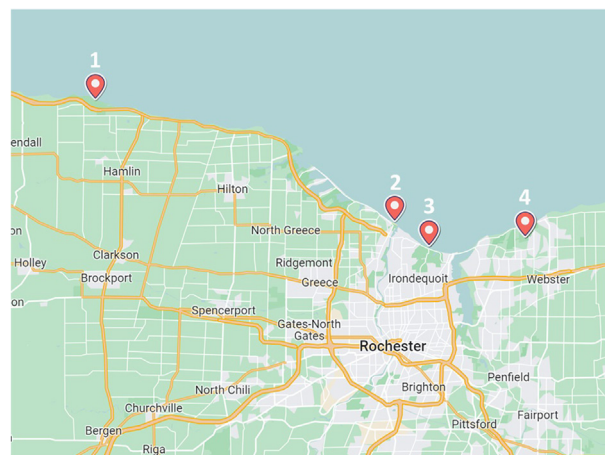 1
2
3
4
endall
Hamlin
Hilton
on
North Greece
Clarkson
Holley
Ridgemont
Irondequoit
Brockport
Greece
Webster
on
Spencerport
Gates-North
Gates
Rochester
Penfield
North Chili
Brighton
Churchville
Fairport
Bergen
Pittsford
Riga